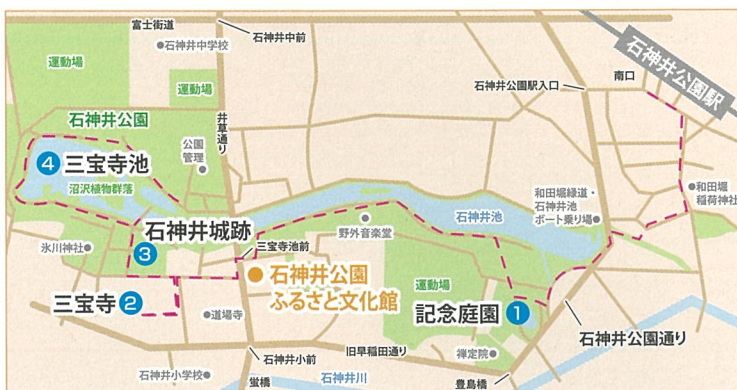 富士街道
石神井中前
石神井中学校
運動場
運動場
石神井公園
井草通り
公園
管理
石神井公園駅入口
南口
石神井公園駅
4 三宝寺池
沼沢植物群落
和田堀
稲荷神社
和田堀緑道・
石神井池
ボート乗り場
石神井池
野外音楽堂
石神井城跡
3
氷川神社
三宝寺池前
石神井公園
ふるさと文化館
三宝寺 2
道場寺
運動場
記念庭園 1
石神井公園通り
石神井小前
旧早稲田通り
禅定院
石神井小学校
蛍橋
石神井川
豊島橋